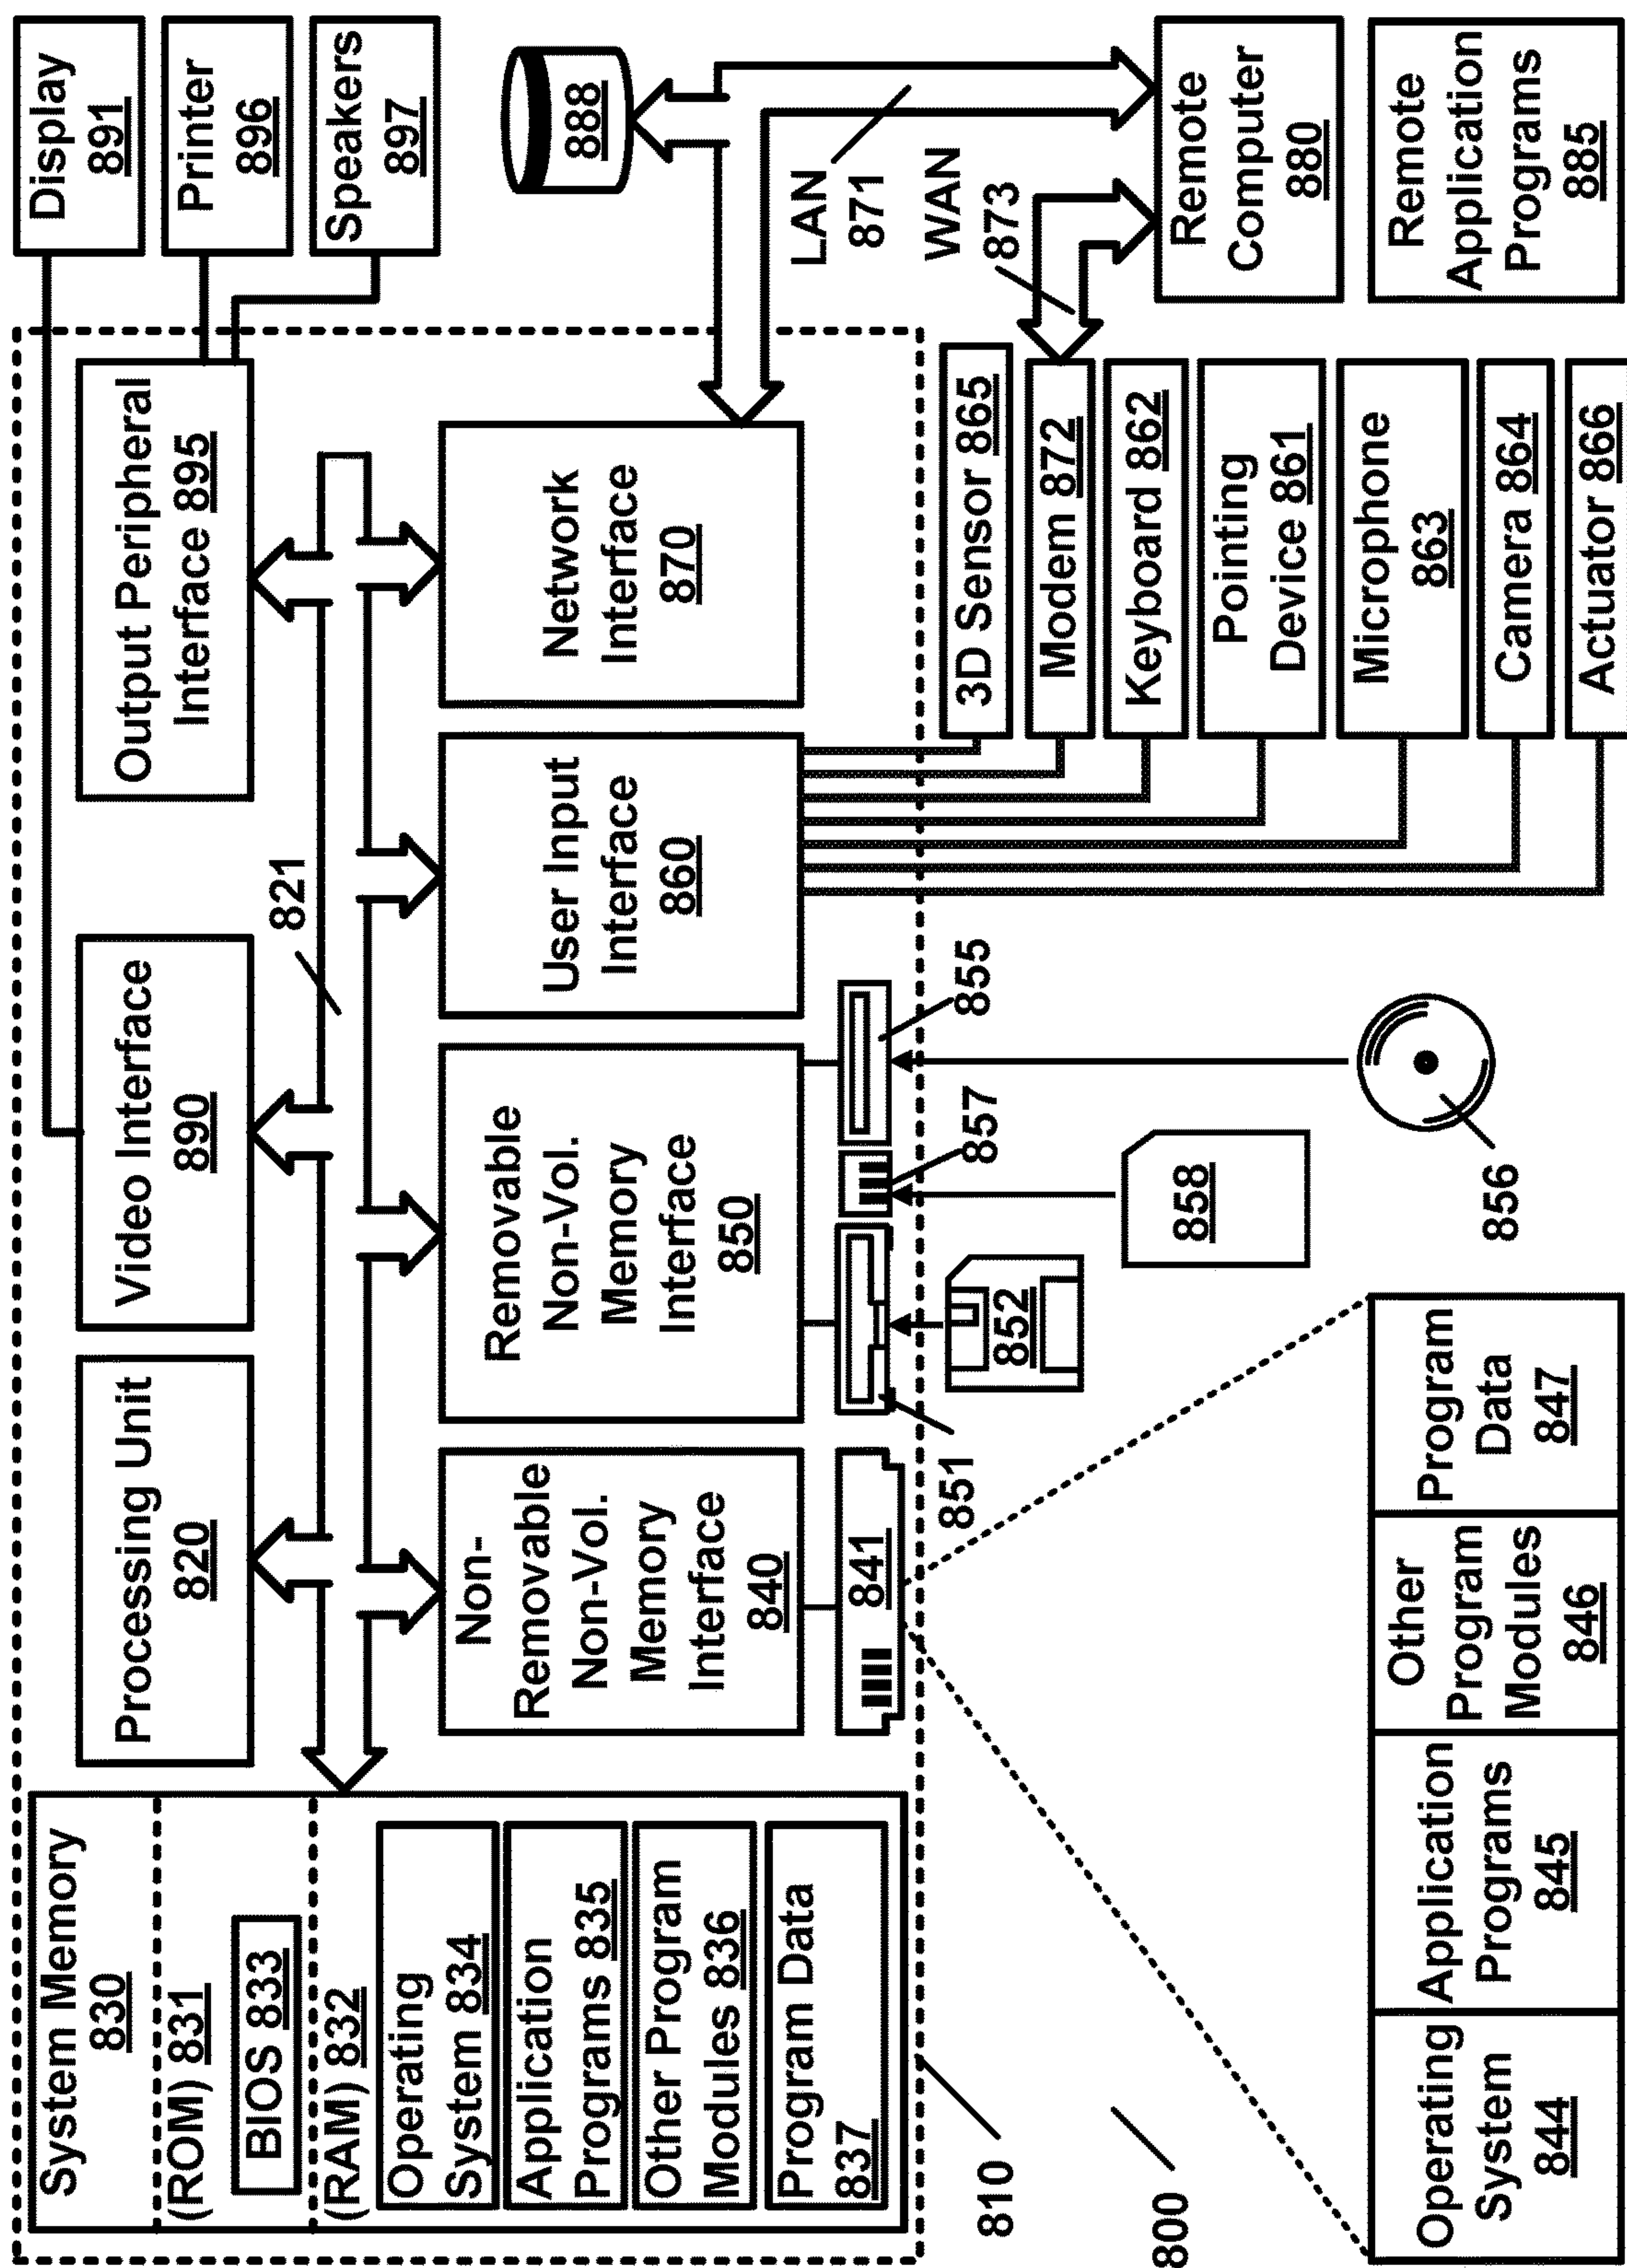 System Memory
830
(ROM) 831
BIOS 833
(RAM) 832
Operating
System 834
Application
Programs 835
Other Program
Modules 836
Program Data
837
Processing Unit
820
Video Interface
890
Output Peripheral
Interface 895
Display
891
Printer
896
Speakers
897
821
Non-
Removable
Non-Vol.
Memory
Interface
840
Removable
Non-Vol.
Memory
Interface
850
User Input
Interface
860
Network
Interface
870
888
841
851
852
857
855
858
856
LAN
871
WAN
873
3D Sensor 865
Modem 872
Keyboard 862
Pointing
Device 861
Microphone
863
Camera 864
Actuator 866
Remote
Computer
880
Remote
Application
Programs
885
810
800
Operating
System
844
Application
Programs
845
Other
Program
Modules
846
Program
Data
847